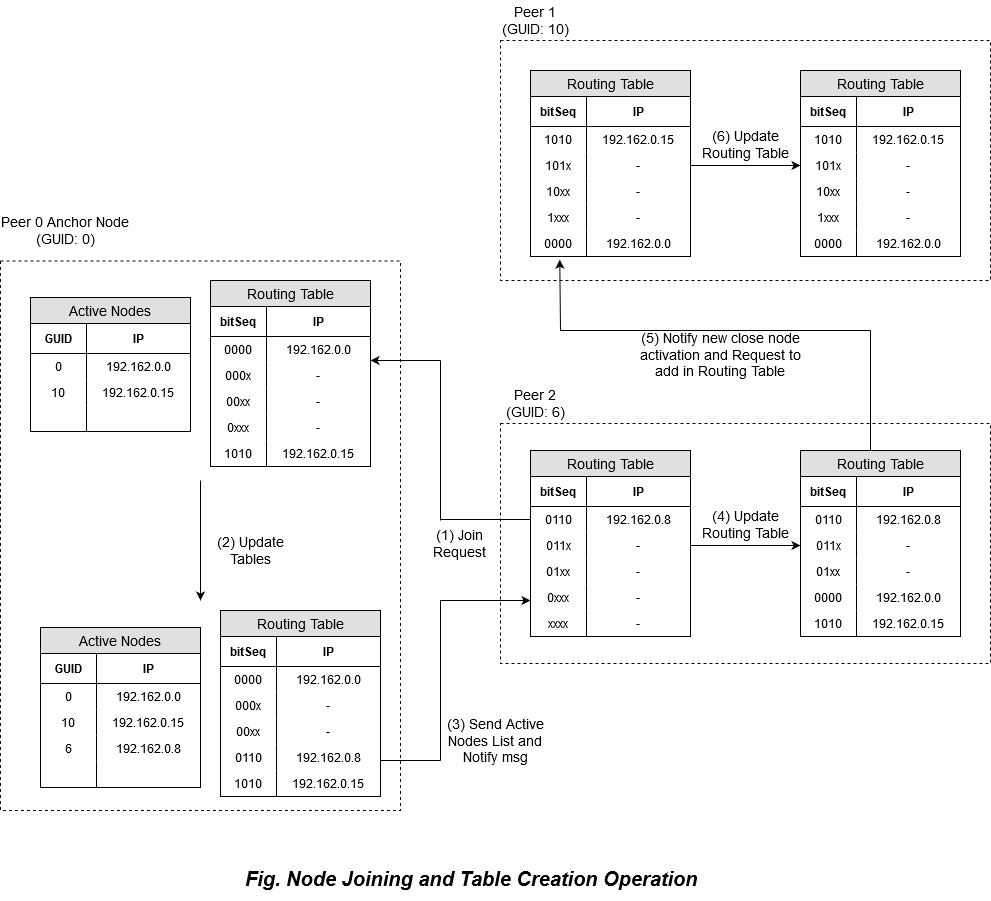 Peer 1
(GUID: 10)
Routing Table
bitSeq IP
1010 192.162.0.15
101x -
10xx -
1xxx -
0000 192.162.0.0
(6) Update
Routing Table
Routing Table
bitSeq IP
1010 192.162.0.15
101x -
10xx -
1xxx -
0000 192.162.0.0
Peer 0 Anchor Node
(GUID: 0)
Active Nodes
GUID IP
0 192.162.0.0
10 192.162.0.15
Routing Table
bitSeq IP
0000 192.162.0.0
000x -
00xx -
0xxx -
1010 192.162.0.15
(5) Notify new close node
activation and Request to
add in Routing Table
Peer 2
(GUID: 6)
Routing Table
bitSeq IP
0110 192.162.0.8
011x -
01xx -
0xxx -
xxxx -
(4) Update
Routing Table
Routing Table
bitSeq IP
0110 192.162.0.8
011x -
01xx -
0000 192.162.0.0
1010 192.162.0.15
(1) Join
Request
(2) Update
Tables
Active Nodes
GUID IP
0 192.162.0.0
10 192.162.0.15
6 192.162.0.8
Routing Table
bitSeq IP
0000 192.162.0.0
000x -
00xx -
0110 192.162.0.8
1010 192.162.0.15
(3) Send Active
Nodes List and
Notify msg
Fig. Node Joining and Table Creation Operation